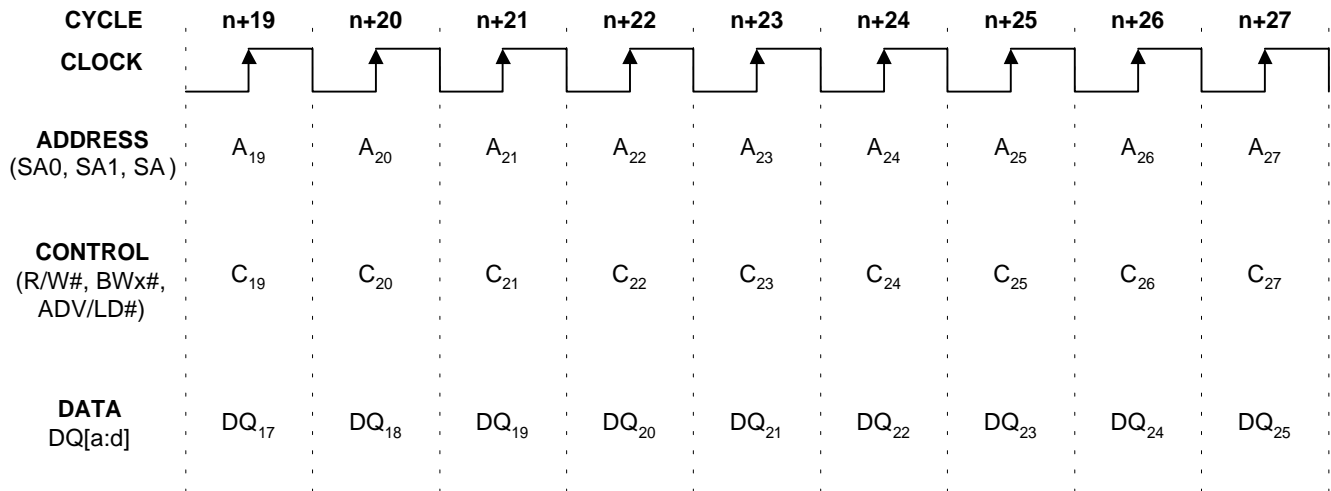 CYCLE n+19 n+20 n+21 n+22 n+23 n+24 n+25 n+26 n+27
CLOCK
ADDRESS
(SA0, SA1, SA )
A19 A20 A21 A22 A23 A24 A25 A26 A27
CONTROL
(R/W#, BWx#,
ADV/LD#)
C19 C20 C21 C22 C23 C24 C25 C26 C27
DATA
DQ[a:d]
DQ17 DQ18 DQ19 DQ20 DQ21 DQ22 DQ23 DQ24 DQ25